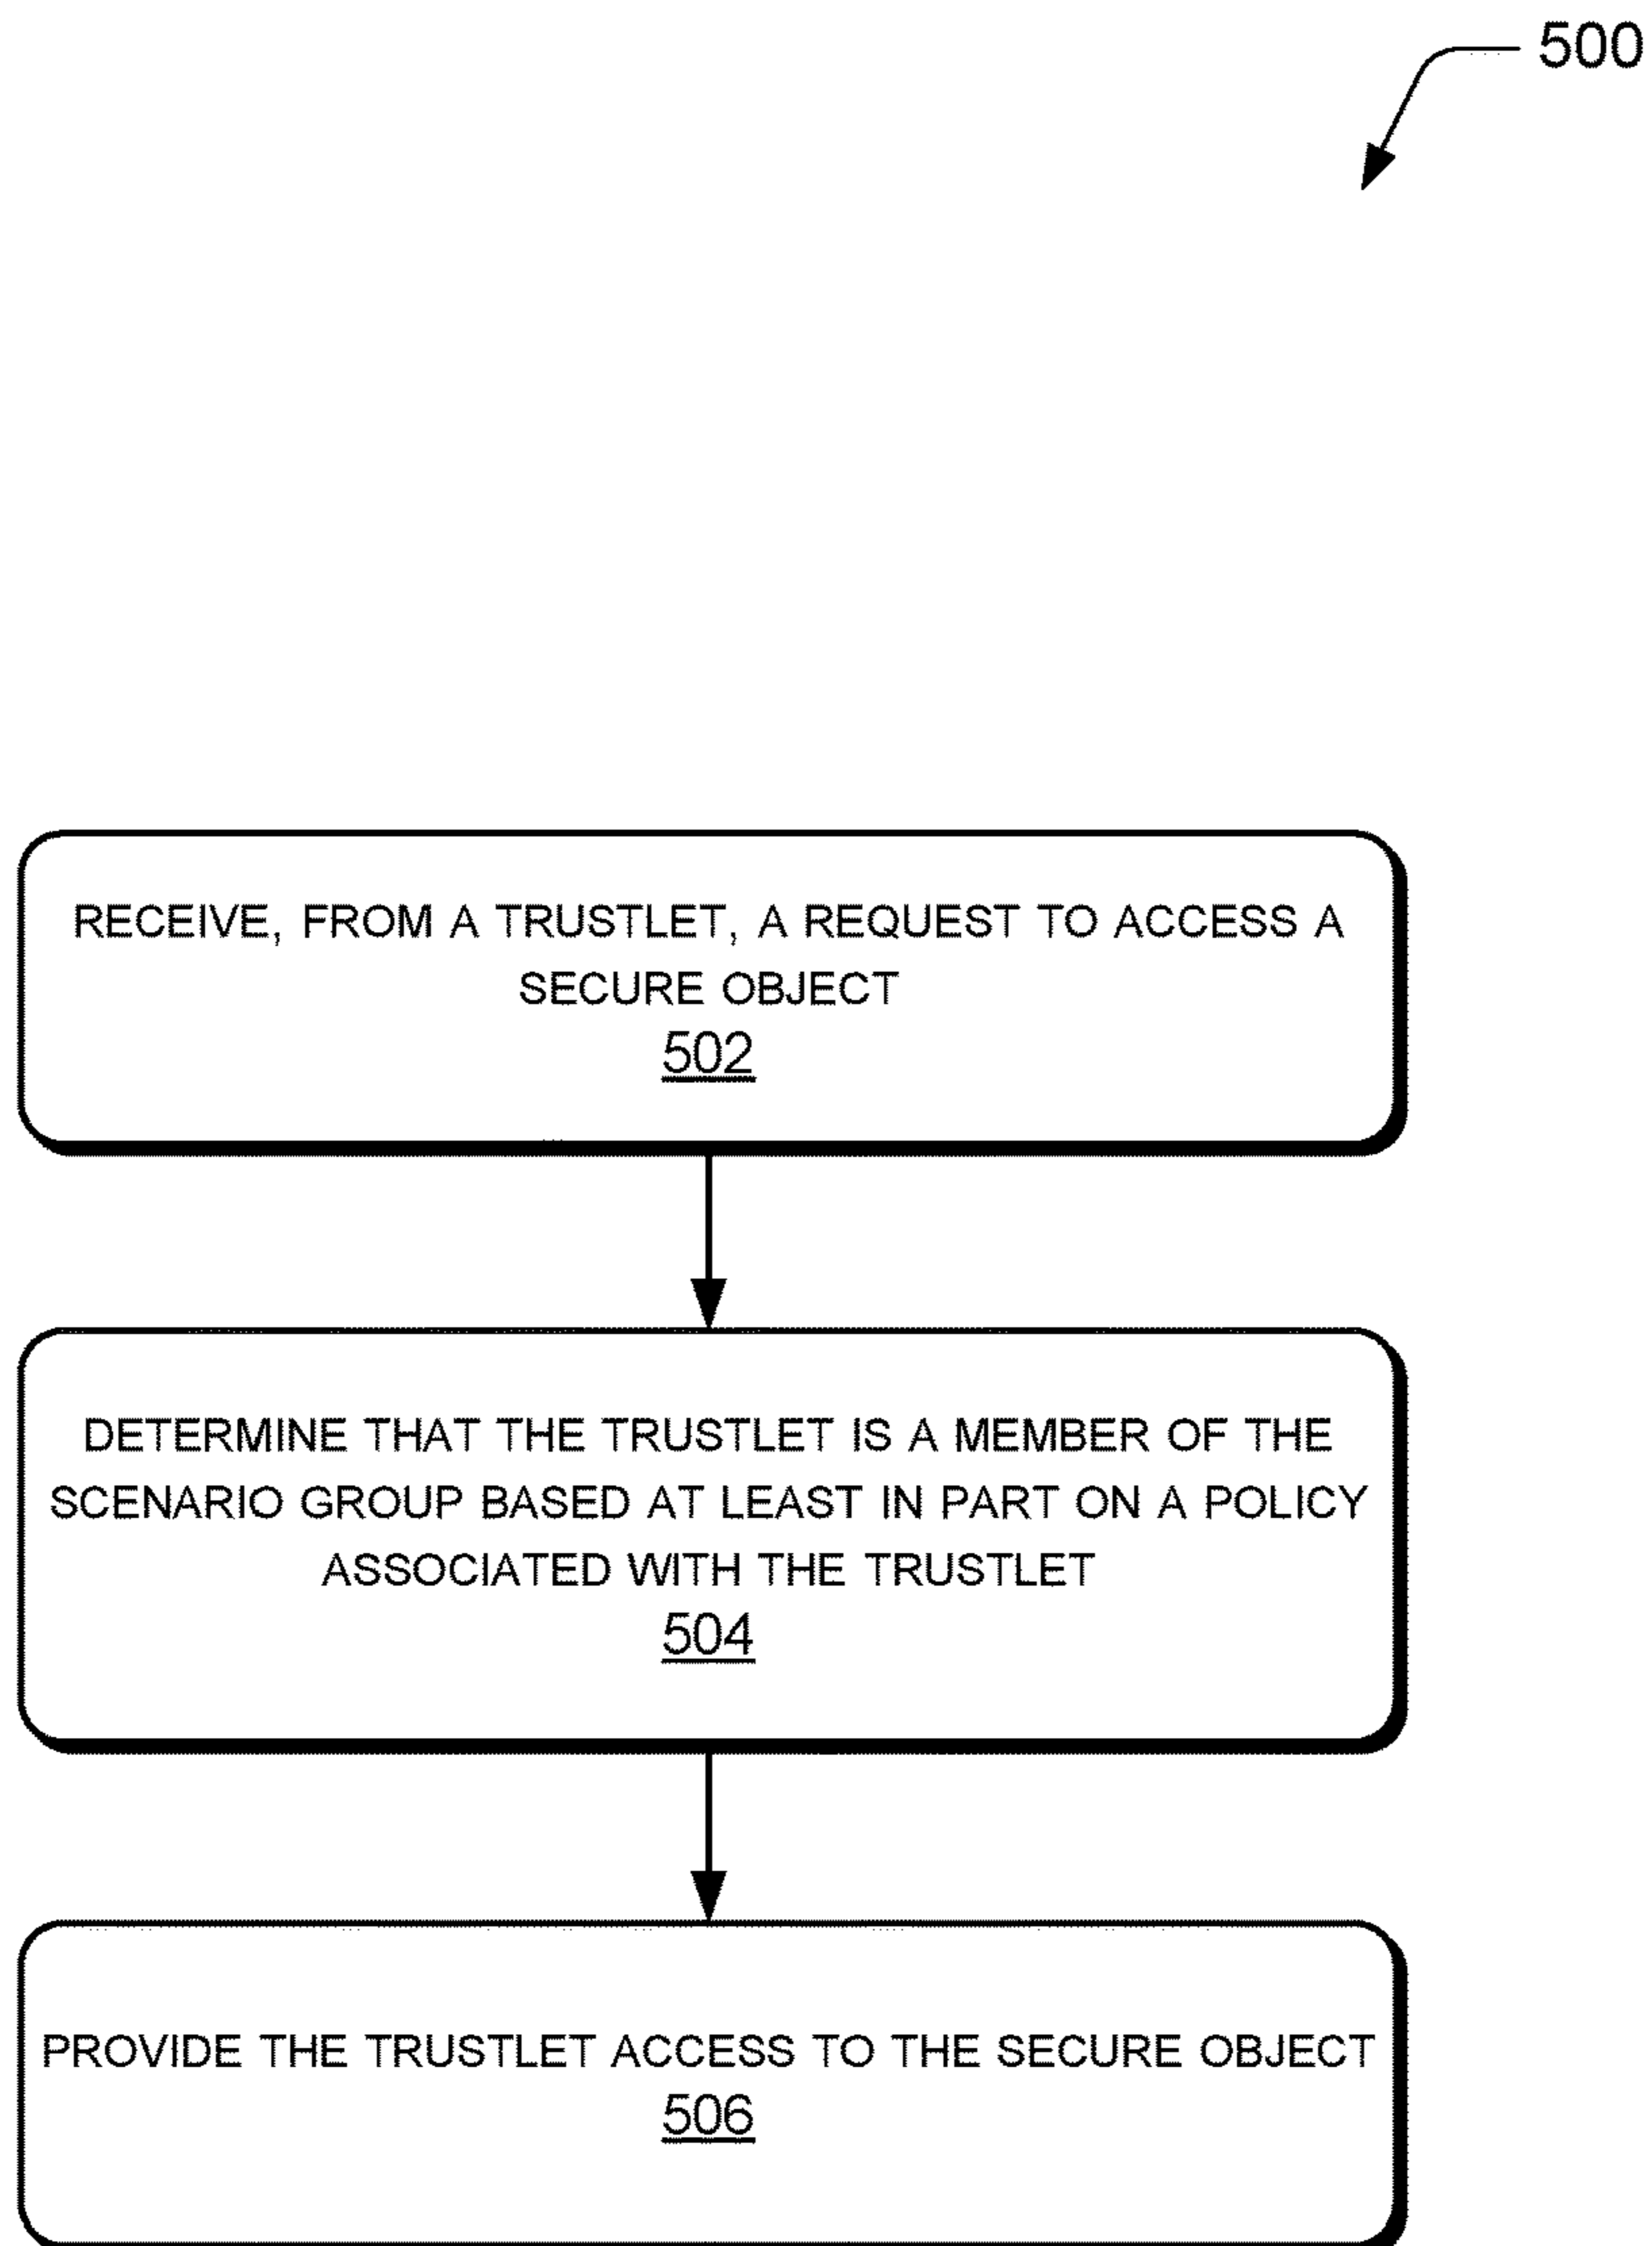 500
RECEIVE, FROM A TRUSTLET, A REQUEST TO ACCESS A
SECURE OBJECT
502
DETERMINE THAT THE TRUSTLET IS A MEMBER OF THE
SCENARIO GROUP BASED AT LEAST IN PART ON A POLICY
ASSOCIATED WITH THE TRUSTLET
504
PROVIDE THE TRUSTLET ACCESS TO THE SECURE OBJECT
506